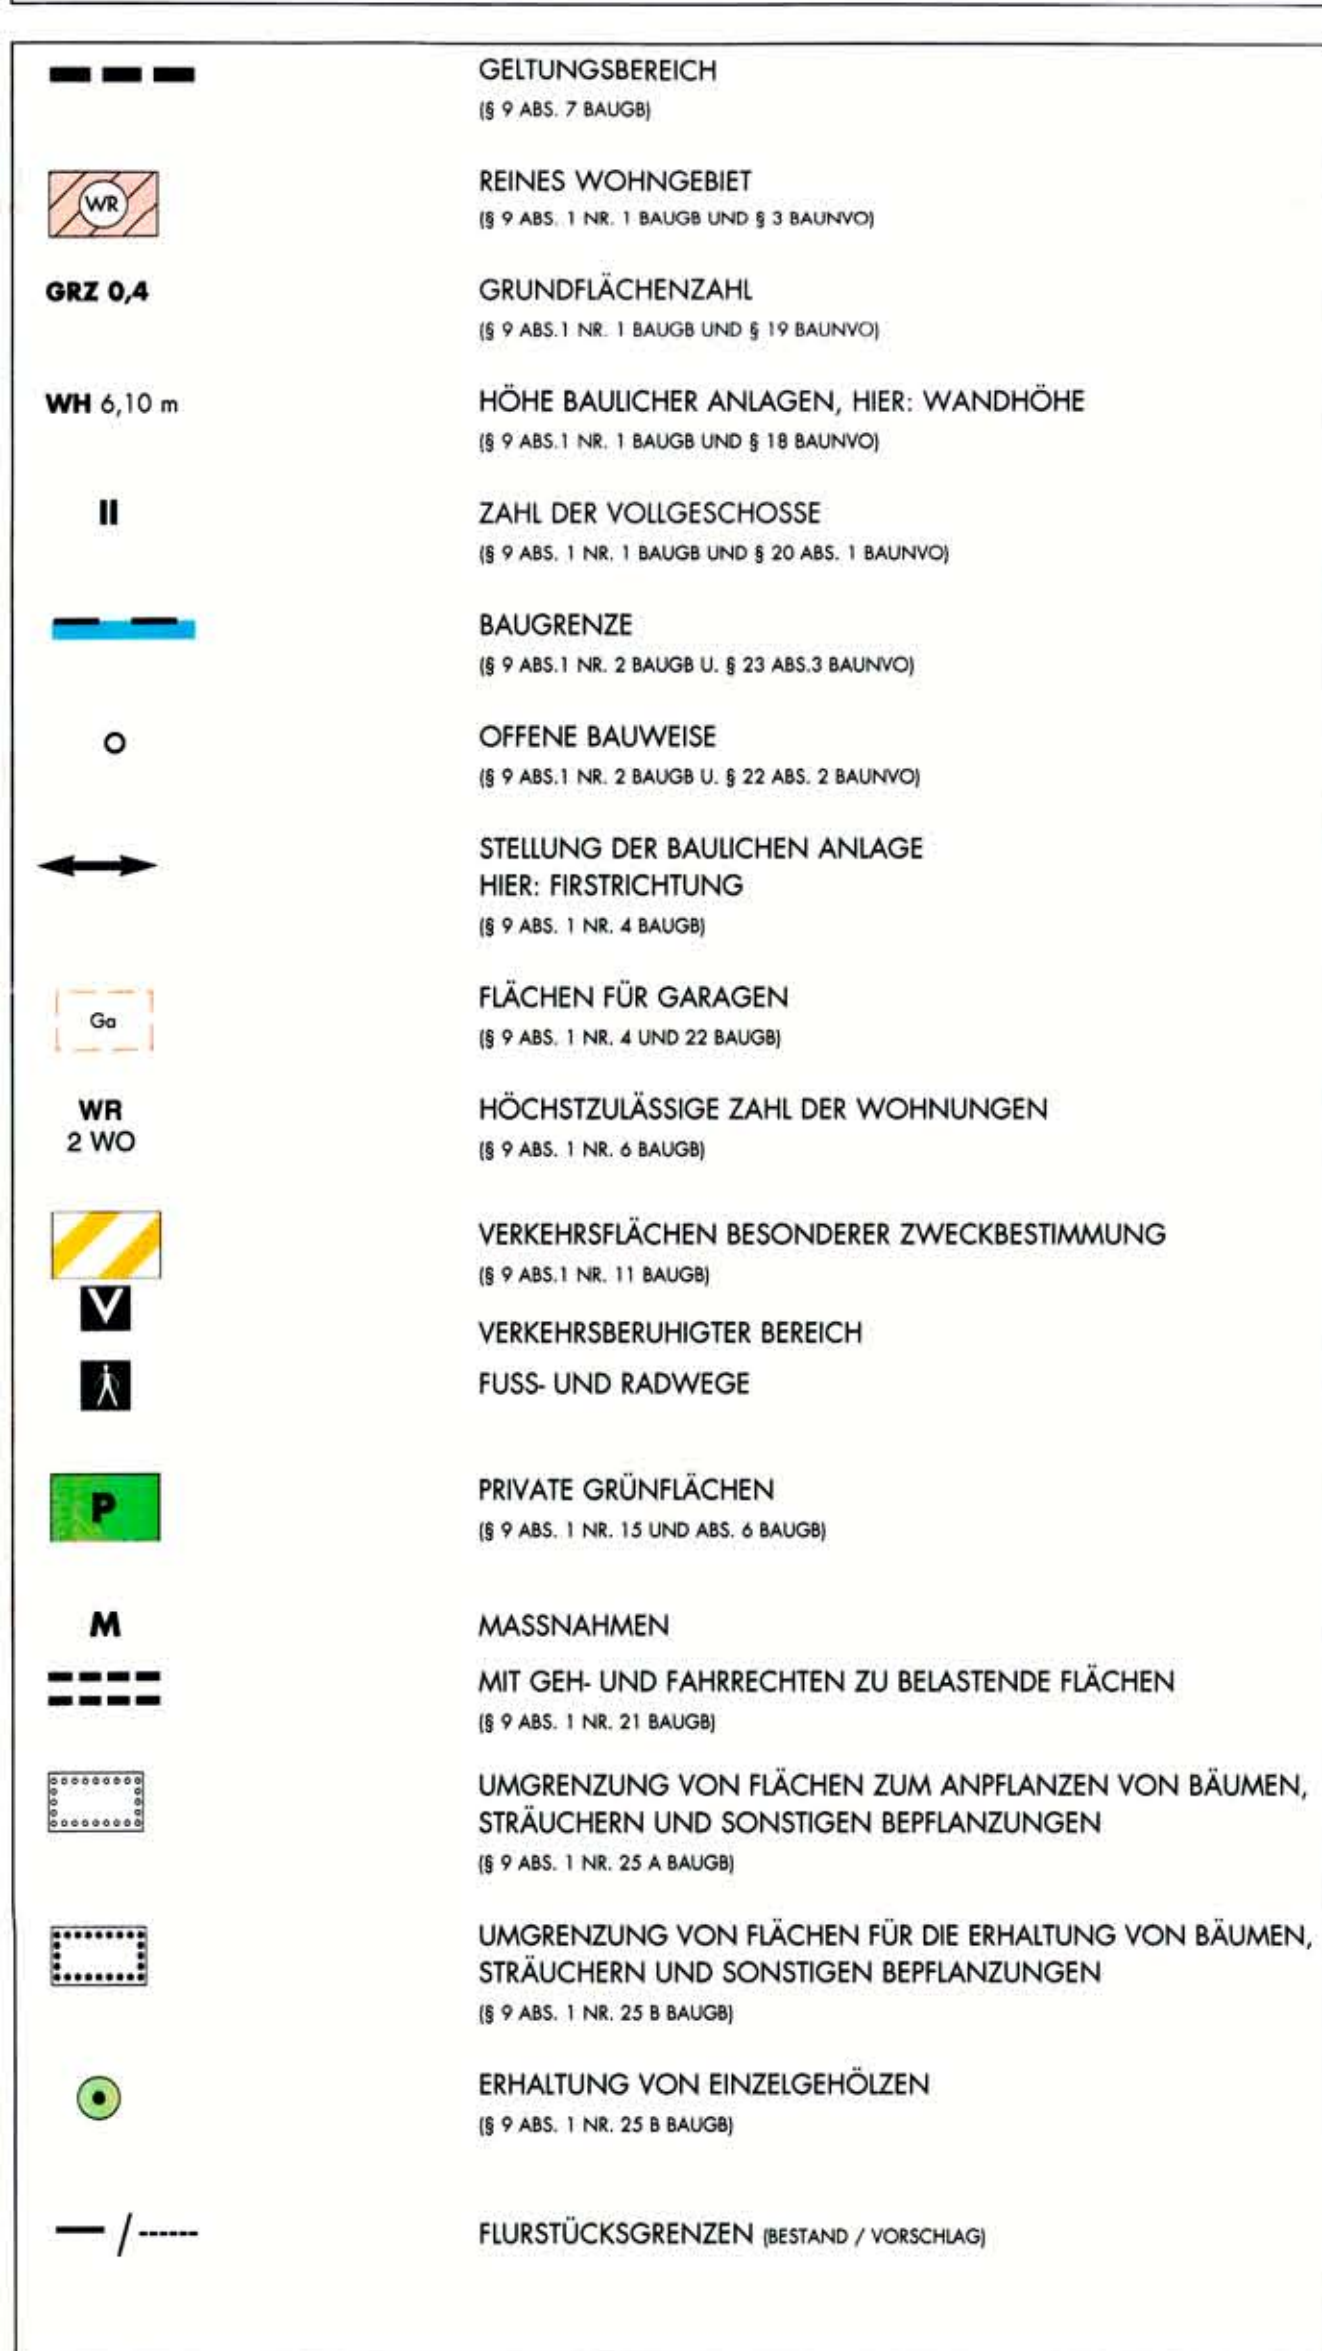 GELTUNGSBEREICH
(§ 9 ABS. 7 BAUGB)
WR
REINES WOHNGEBIET
(§ 9 ABS. 1 NR. 1 BAUGB UND § 3 BAUNVO)
GRZ 0,4
GRUNDFLÄCHENZAHL
(§ 9 ABS.1 NR. 1 BAUGB UND § 19 BAUNVO)
WH 6,10 m
HÖHE BAULICHER ANLAGEN, HIER: WANDHÖHE
(§ 9 ABS.1 NR. 1 BAUGB UND § 18 BAUNVO)
II
ZAHL DER VOLLGESCHOSSE
(§ 9 ABS. 1 NR. 1 BAUGB UND § 20 ABS. 1 BAUNVO)
BAUGRENZE
(§ 9 ABS.1 NR. 2 BAUGB U. § 23 ABS.3 BAUNVO)
o
OFFENE BAUWEISE
(§ 9 ABS.1 NR. 2 BAUGB U. § 22 ABS. 2 BAUNVO)
STELLUNG DER BAULICHEN ANLAGE
HIER: FIRSTRICHTUNG
(§ 9 ABS. 1 NR. 4 BAUGB)
Ga
FLÄCHEN FÜR GARAGEN
(§ 9 ABS. 1 NR. 4 UND 22 BAUGB)
WR
2 WO
HÖCHSTZULÄSSIGE ZAHL DER WOHNUNGEN
(§ 9 ABS. 1 NR. 6 BAUGB)
VERKEHRSFLÄCHEN BESONDERER ZWECKBESTIMMUNG
(§ 9 ABS.1 NR. 11 BAUGB)
V
VERKEHRSBERUHIGTER BEREICH
FUSS- UND RADWEGE
P
PRIVATE GRÜNFLÄCHEN
(§ 9 ABS. 1 NR. 15 UND ABS. 6 BAUGB)
M
MASSNAHMEN
MIT GEH- UND FAHRRECHTEN ZU BELASTENDE FLÄCHEN
(§ 9 ABS. 1 NR. 21 BAUGB)
UMGRENZUNG VON FLÄCHEN ZUM ANPFLANZEN VON BÄUMEN,
STRÄUCHERN UND SONSTIGEN BEPFLANZUNGEN
(§ 9 ABS. 1 NR. 25 A BAUGB)
UMGRENZUNG VON FLÄCHEN FÜR DIE ERHALTUNG VON BÄUMEN,
STRÄUCHERN UND SONSTIGEN BEPFLANZUNGEN
(§ 9 ABS. 1 NR. 25 B BAUGB)
ERHALTUNG VON EINZELGEHÖLZEN
(§ 9 ABS. 1 NR. 25 B BAUGB)
/
FLURSTÜCKSGRENZEN (BESTAND / VORSCHLAG)